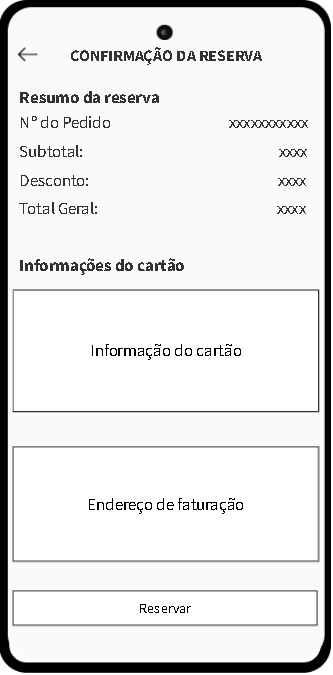 CONFIRMAÇÃO DA RESERVA
Resumo da reserva
N° do Pedido xxxxxxxxxxx
Subtotal: xxxx
Desconto: xxxx
Total Geral: xxxx
Informações do cartão
Informação do cartão
Endereço de faturação
Reservar